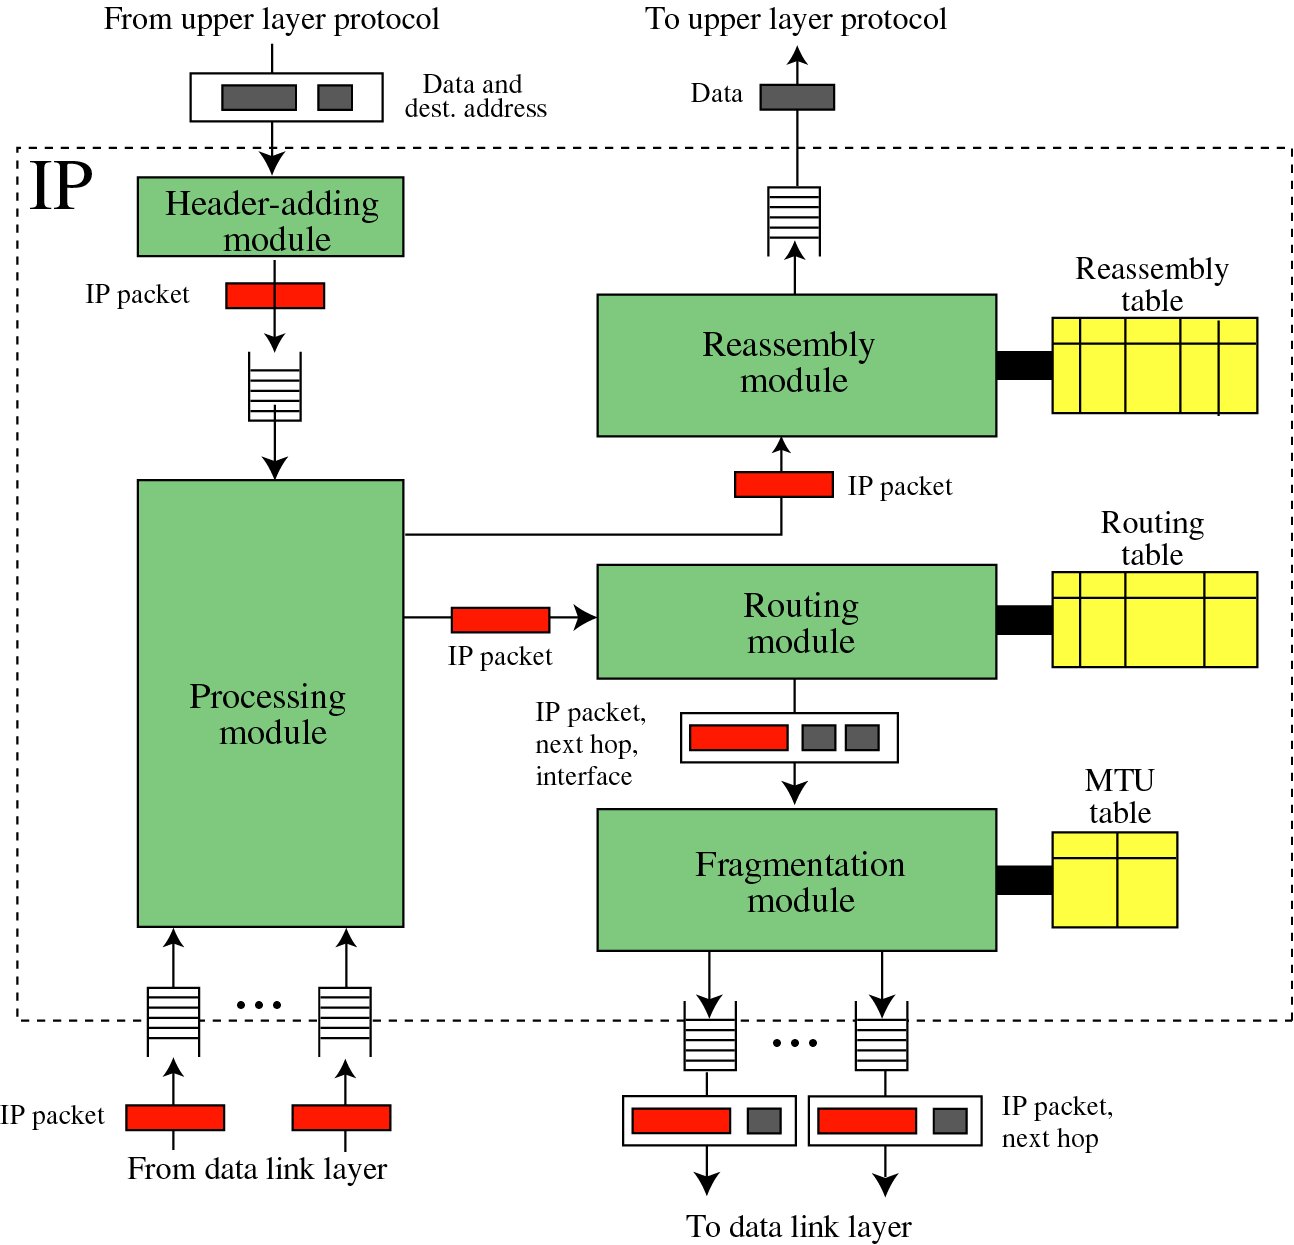 From upper layer protocol
To upper layer protocol
Data and
dest. address
Data
IP
Header-adding
module
IP packet
Reassembly
table
Reassembly
module
IP packet
Routing
table
Routing
module
IP packet
Processing
module
IP packet,
next hop,
interface
MTU
table
Fragmentation
module
IP packet
From data link layer
IP packet,
next hop
To data link layer